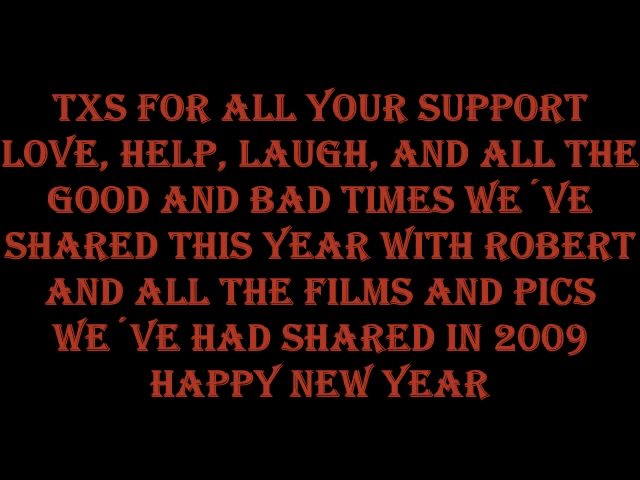 TXS FOR ALL YOUR SUPPORT
LOVE, HELP, LAUGH, AND ALL THE
GOOD AND BAD TIMES WE´VE
SHARED THIS YEAR WITH ROBERT
AND ALL THE FILMS AND PICS
WE´VE HAD SHARED IN 2009
HAPPY NEW YEAR